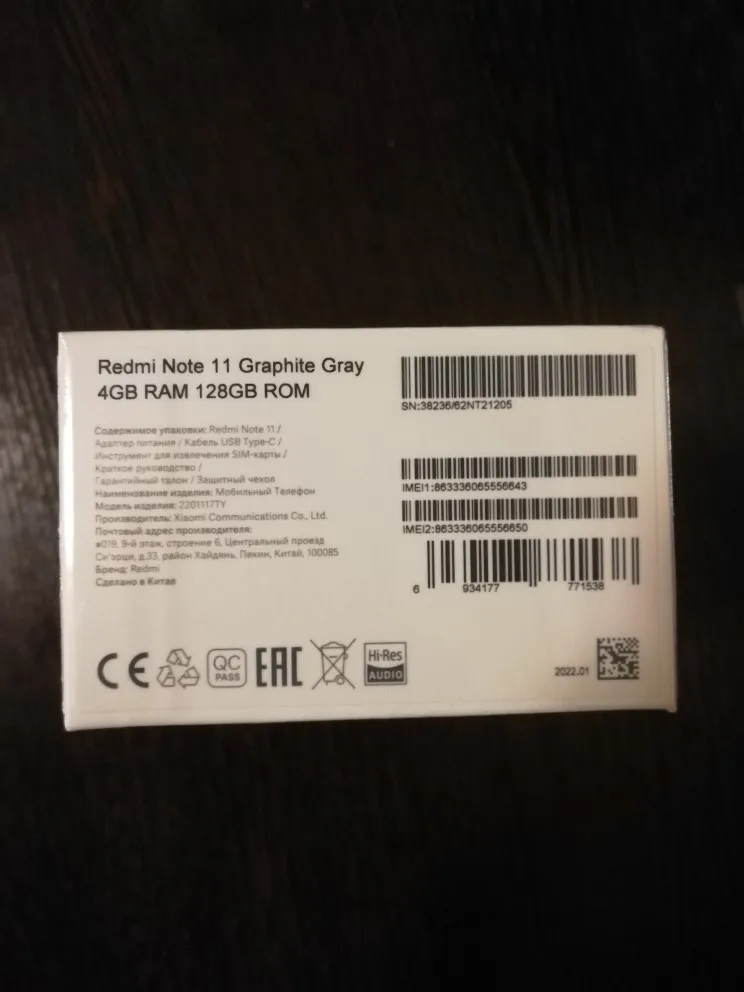 Redmi Note 11 Graphite Gray
4GB RAM 128GB ROM
Содержимое упаковки: Redmi Note 11 /
Адаптер питания / Кабель USB Type-C /
Инструмент для извлечения SIM-карты /
Краткое руководство /
Гарантийный талон / Защитный чехол
Наименование изделия: Мобильный Телефон
Модель изделия: 2201117TY
Производитель: Xiaomi Communications Co., Ltd.
Почтовый адрес производителя:
#019, 9-й этаж, строение 6, Центральный проезд
Си'эрци, д.33, район Хайдянь, Пекин, Китай, 100085
Бренд: Redmi
Сделано в Китае
SN:38236/62NT21205
IMEI1:863336065556643
IMEI2:863336065556650
6 934177 771538
CE
QC
PASS
EAC
Hi-Res
AUDIO
2022.01